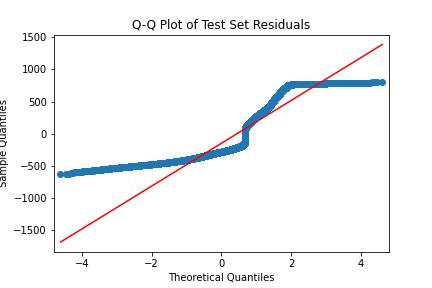 Q-Q Plot of Test Set Residuals
1500
1000
500
0
−500
−1000
−1500
Sample Quantiles
−4 −2 0 2 4
Theoretical Quantiles